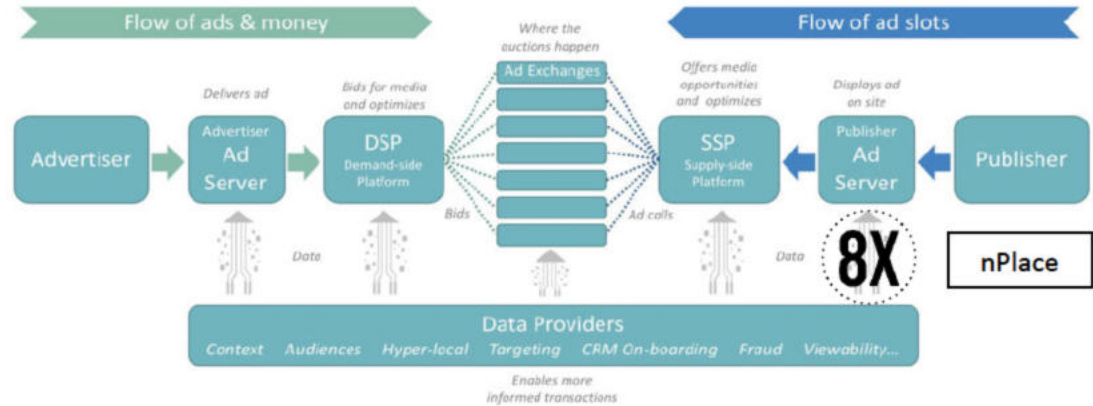 Flow of ads & money
Flow of ad slots
Where the
auctions happen
Ad Exchanges
Delivers ad
Bids for media
and optimizes
Offers media
opportunities
and optimizes
Displays ad
on site
Advertiser
Advertiser
Ad
Server
DSP
Demand-side
Platform
SSP
Supply-side
Platform
Publisher
Ad
Server
Publisher
Bids
Ad calls
Data
Data
8X
nPlace
Data Providers
Context Audiences Hyper-local Targeting CRM On-boarding Fraud Viewability...
Enables more
informed transactions